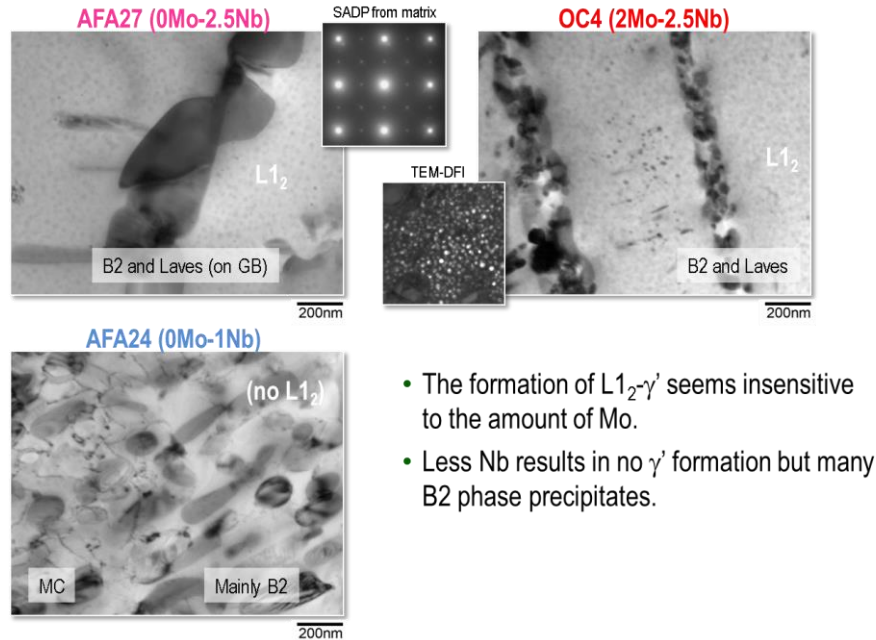 AFA27 (0Mo-2.5Nb)
SADP from matrix
OC4 (2Mo-2.5Nb)
L1₂
B2 and Laves (on GB)
200nm
TEM-DFI
L1₂
B2 and Laves
200nm
AFA24 (0Mo-1Nb)
(no L1₂)
MC
Mainly B2
200nm
• The formation of L1₂-γ’ seems insensitive
to the amount of Mo.
• Less Nb results in no γ’ formation but many
B2 phase precipitates.